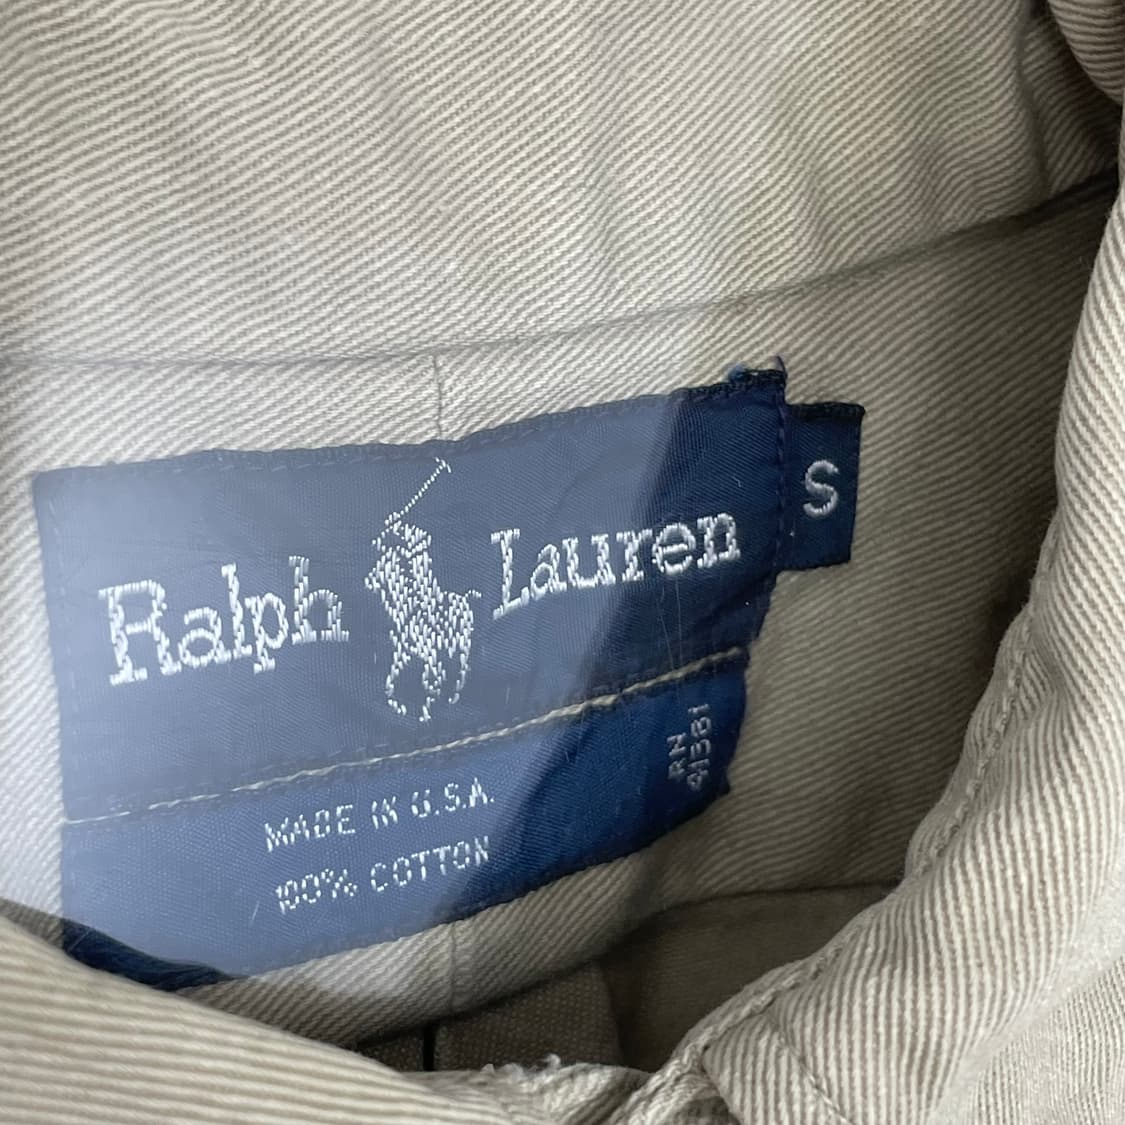 Ralph Lauren
S
MADE IN U.S.A.
100% COTTON
RN
41381